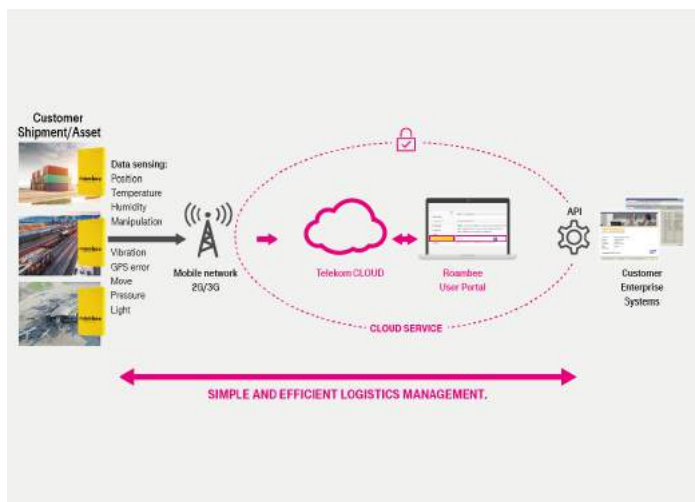 Customer
Shipment/Asset
Data sensing:
Position
Temperature
Humidity
Manipulation
Vibration
GPS error
Move
Pressure
Light
Mobile network
2G/3G
Telekom CLOUD
Roambee
User Portal
API
Customer
Enterprise
Systems
CLOUD SERVICE
SIMPLE AND EFFICIENT LOGISTICS MANAGEMENT.